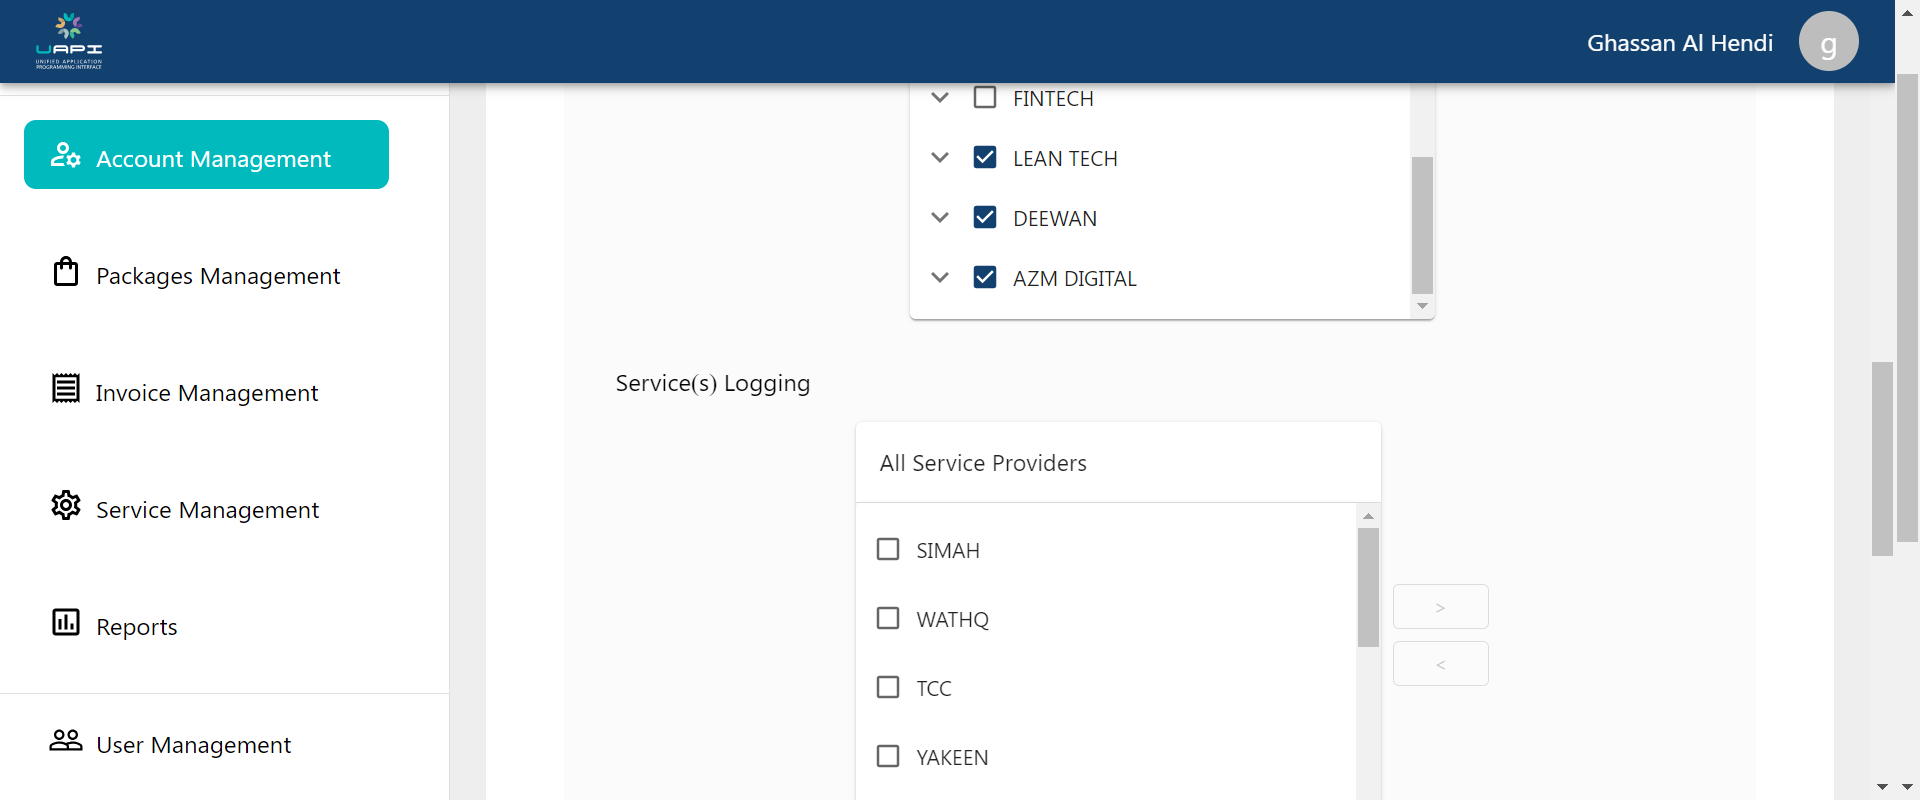 UAPI
UNIFIED APPLICATION
PROGRAMMING INTERFACE
Ghassan Al Hendi
g
Account Management
Packages Management
Invoice Management
Service Management
Reports
User Management
FINTECH
LEAN TECH
DEEWAN
AZM DIGITAL
Service(s) Logging
All Service Providers
SIMAH
WATHQ
TCC
YAKEEN
>
<